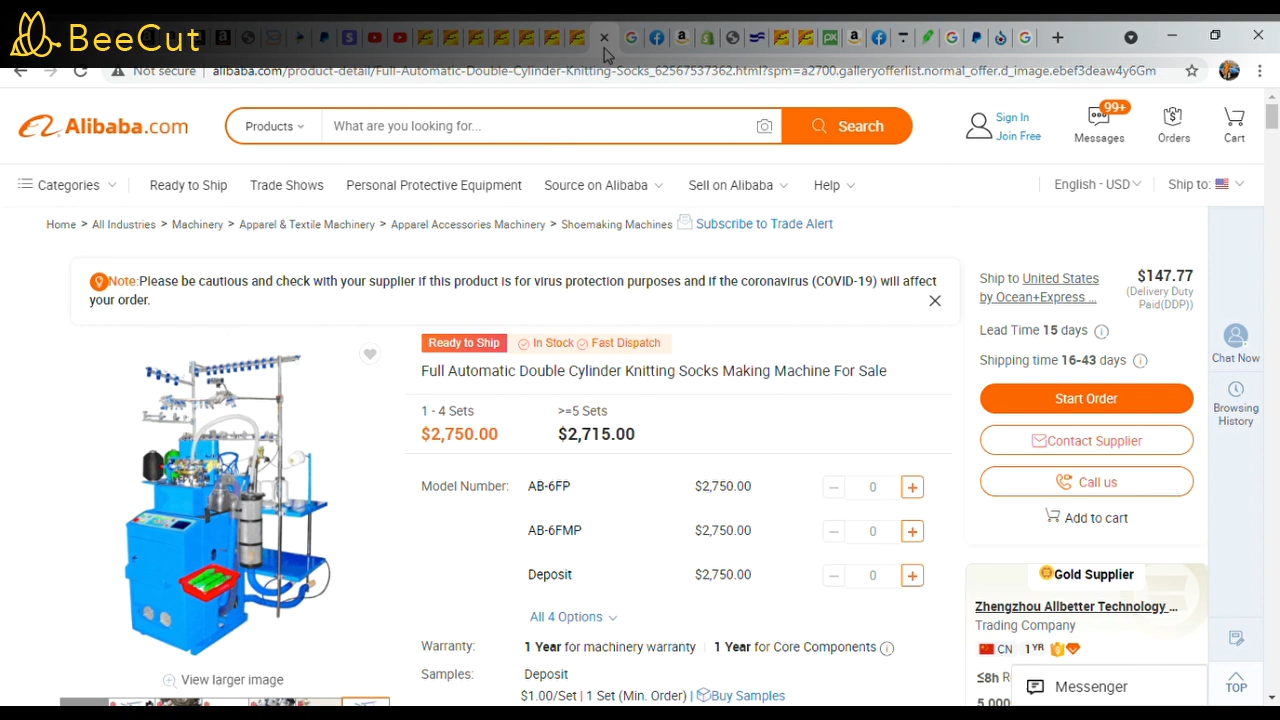 BeeCut
Not secure | alibaba.com/product-detail/Full-Automatic-Double-Cylinder-Knitting-Socks_62567537362.html?spm=a2700.galleryofferlist.normal_offer.d_image.ebef3deaw4y6Gm
Alibaba.com
Products
What are you looking for...
Search
Sign In
Join Free
99+
Messages
Orders
Cart
Categories
Ready to Ship
Trade Shows
Personal Protective Equipment
Source on Alibaba
Sell on Alibaba
Help
English - USD
Ship to:
Home > All Industries > Machinery > Apparel & Textile Machinery > Apparel Accessories Machinery > Shoemaking Machines
Subscribe to Trade Alert
Note:Please be cautious and check with your supplier if this product is for virus protection purposes and if the coronavirus (COVID-19) will affect
your order.
Ready to Ship
In Stock
Fast Dispatch
Full Automatic Double Cylinder Knitting Socks Making Machine For Sale
1 - 4 Sets
$2,750.00
>=5 Sets
$2,715.00
Model Number:
AB-6FP $2,750.00 − 0 +
AB-6FMP $2,750.00 − 0 +
Deposit $2,750.00 − 0 +
All 4 Options
Warranty: 1 Year for machinery warranty | 1 Year for Core Components
Samples: Deposit
$1.00/Set | 1 Set (Min. Order) | Buy Samples
View larger image
Ship to United States
by Ocean+Express ...
$147.77
(Delivery Duty
Paid(DDP))
Lead Time 15 days
Shipping time 16-43 days
Start Order
Contact Supplier
Call us
Add to cart
Gold Supplier
Zhengzhou Allbetter Technology ...
Trading Company
CN 1YR
≤8h
5,000
Messenger
Chat Now
Browsing
History
TOP